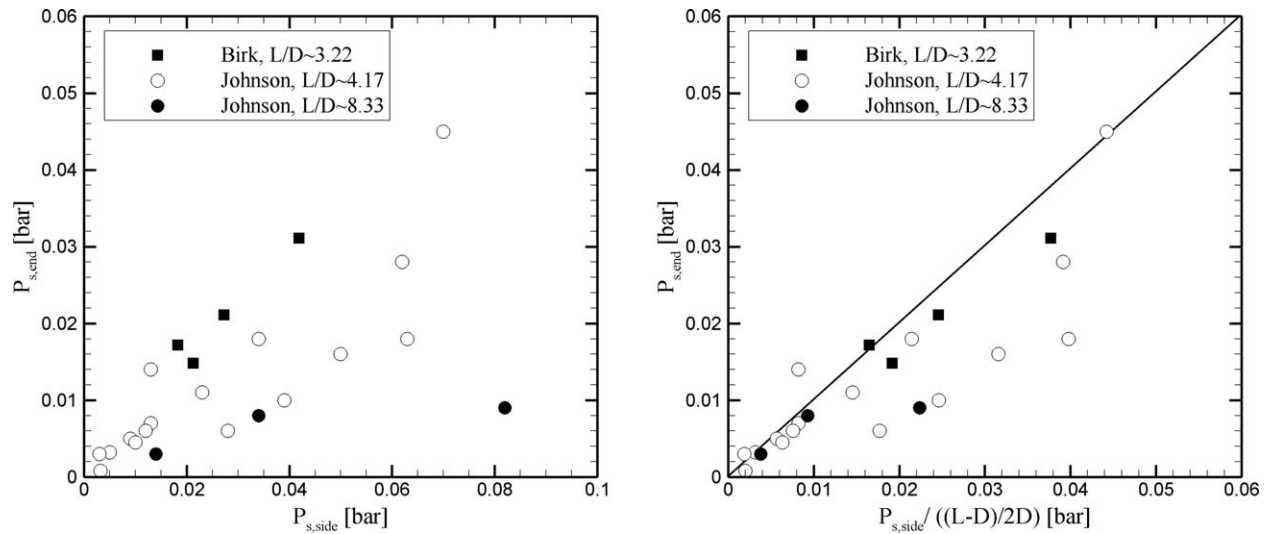 0.06
0.05
0.04
0.03
0.02
0.01
0
P_s,end [bar]
Birk, L/D~3.22
Johnson, L/D~4.17
Johnson, L/D~8.33
0 0.02 0.04 0.06 0.08 0.1
P_s,side [bar]
0.06
0.05
0.04
0.03
0.02
0.01
0
P_s,end [bar]
Birk, L/D~3.22
Johnson, L/D~4.17
Johnson, L/D~8.33
0 0.01 0.02 0.03 0.04 0.05 0.06
P_s,side/ ((L-D)/2D) [bar]